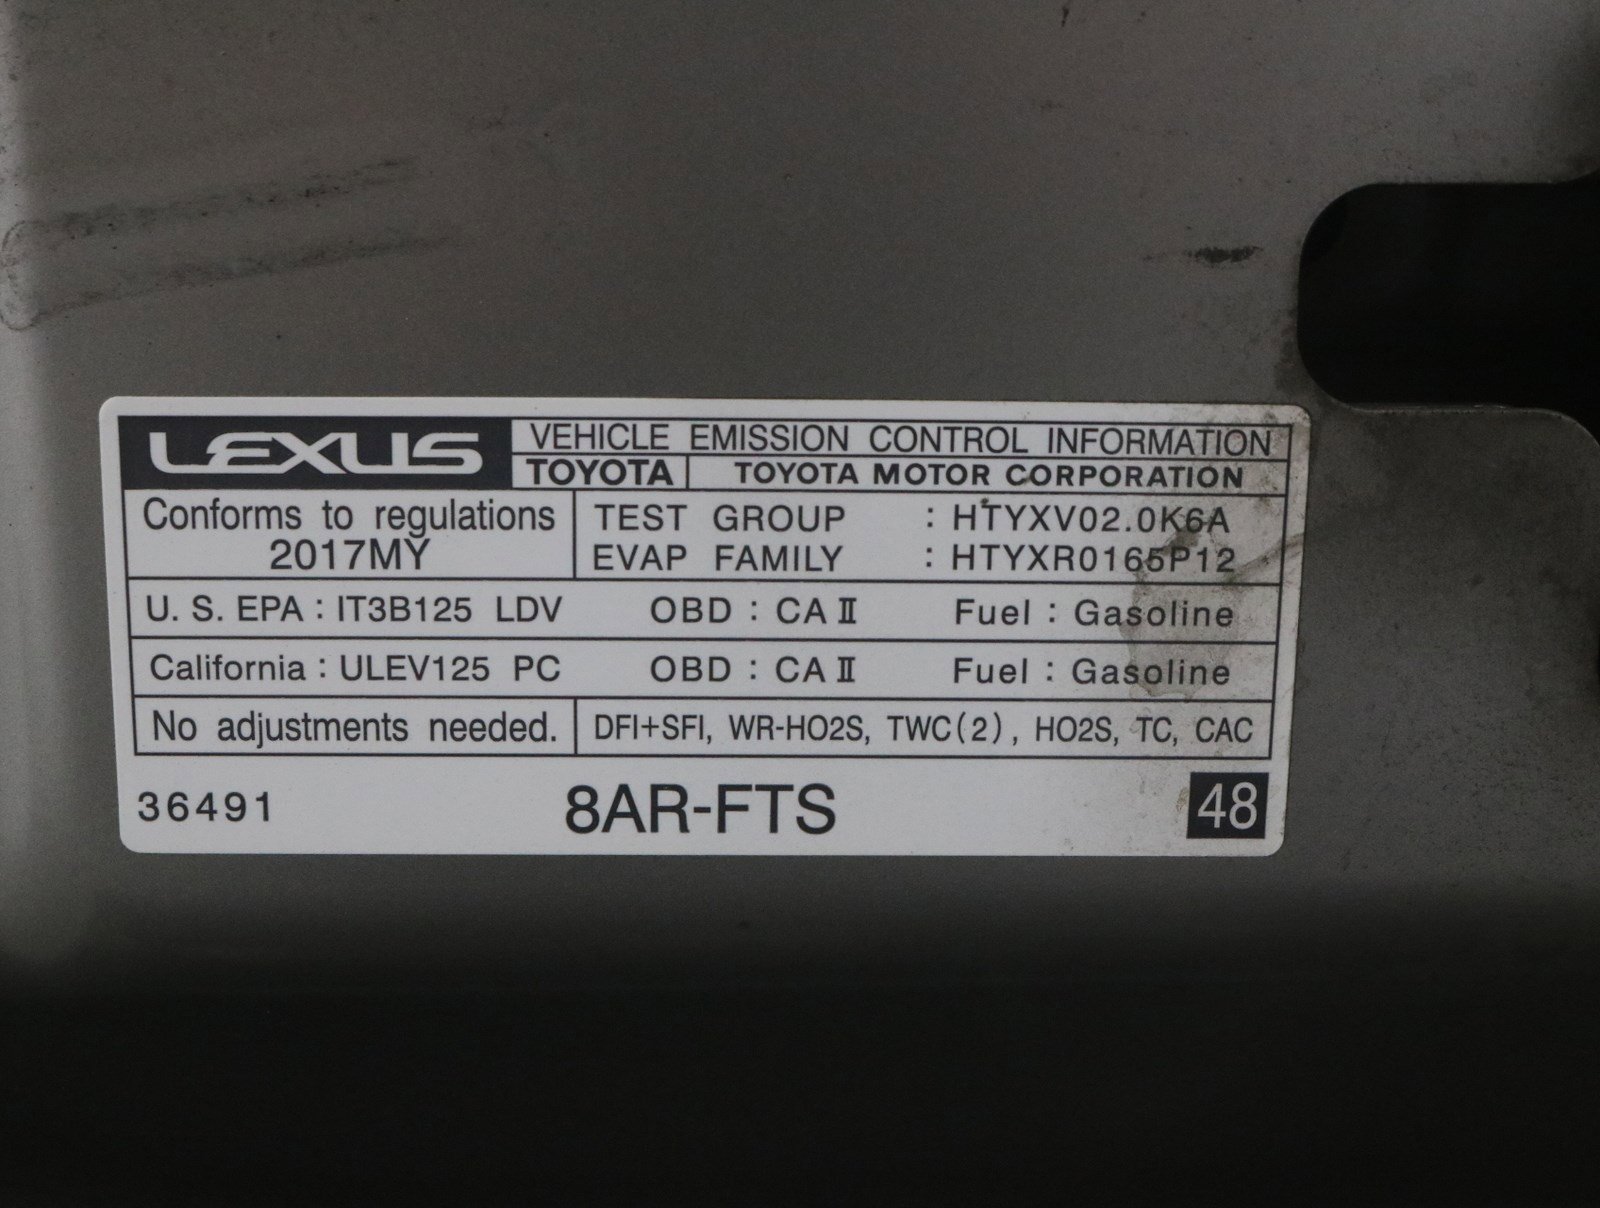 LEXUS VEHICLE EMISSION CONTROL INFORMATION
TOYOTA TOYOTA MOTOR CORPORATION
Conforms to regulations TEST GROUP : HTYXV02.0K6A
2017MY EVAP FAMILY : HTYXR0165P12
U. S. EPA : IT3B125 LDV OBD : CA II Fuel : Gasoline
California : ULEV125 PC OBD : CA II Fuel : Gasoline
No adjustments needed. DFI+SFI, WR-HO2S, TWC(2), HO2S, TC, CAC
36491 8AR-FTS 48